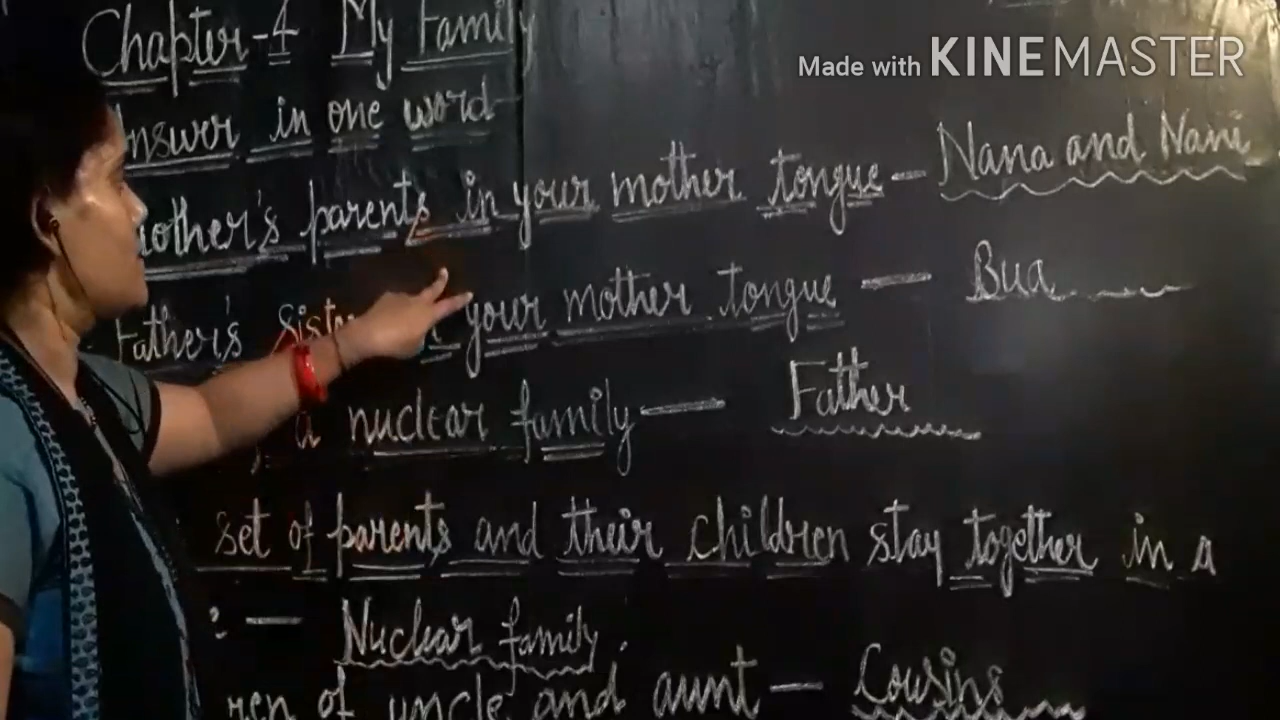 Chapter-4 My Family
Made with KINEMASTER
Answer in one word
Mother's parents in your mother tongue - Nana and Nani
Father's your mother tongue - Bua
a nuclear family - Father
set of parents and their children stay together in a
: - Nuclear family.
ren of uncle and aunt - Cousins